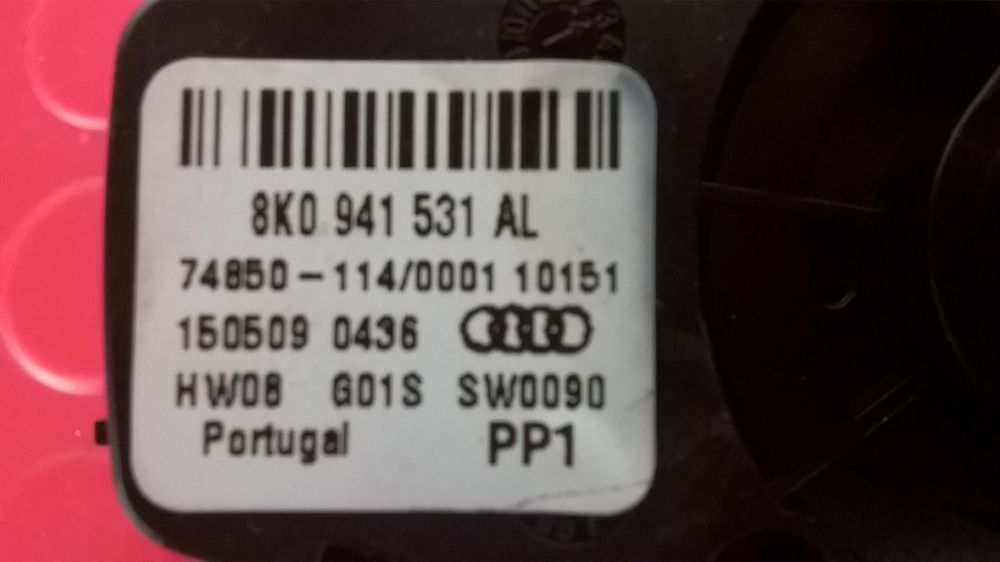 8K0 941 531 AL
74850-114/0001 10151
150509 0436
HW08 G01S SW0090
Portugal PP1